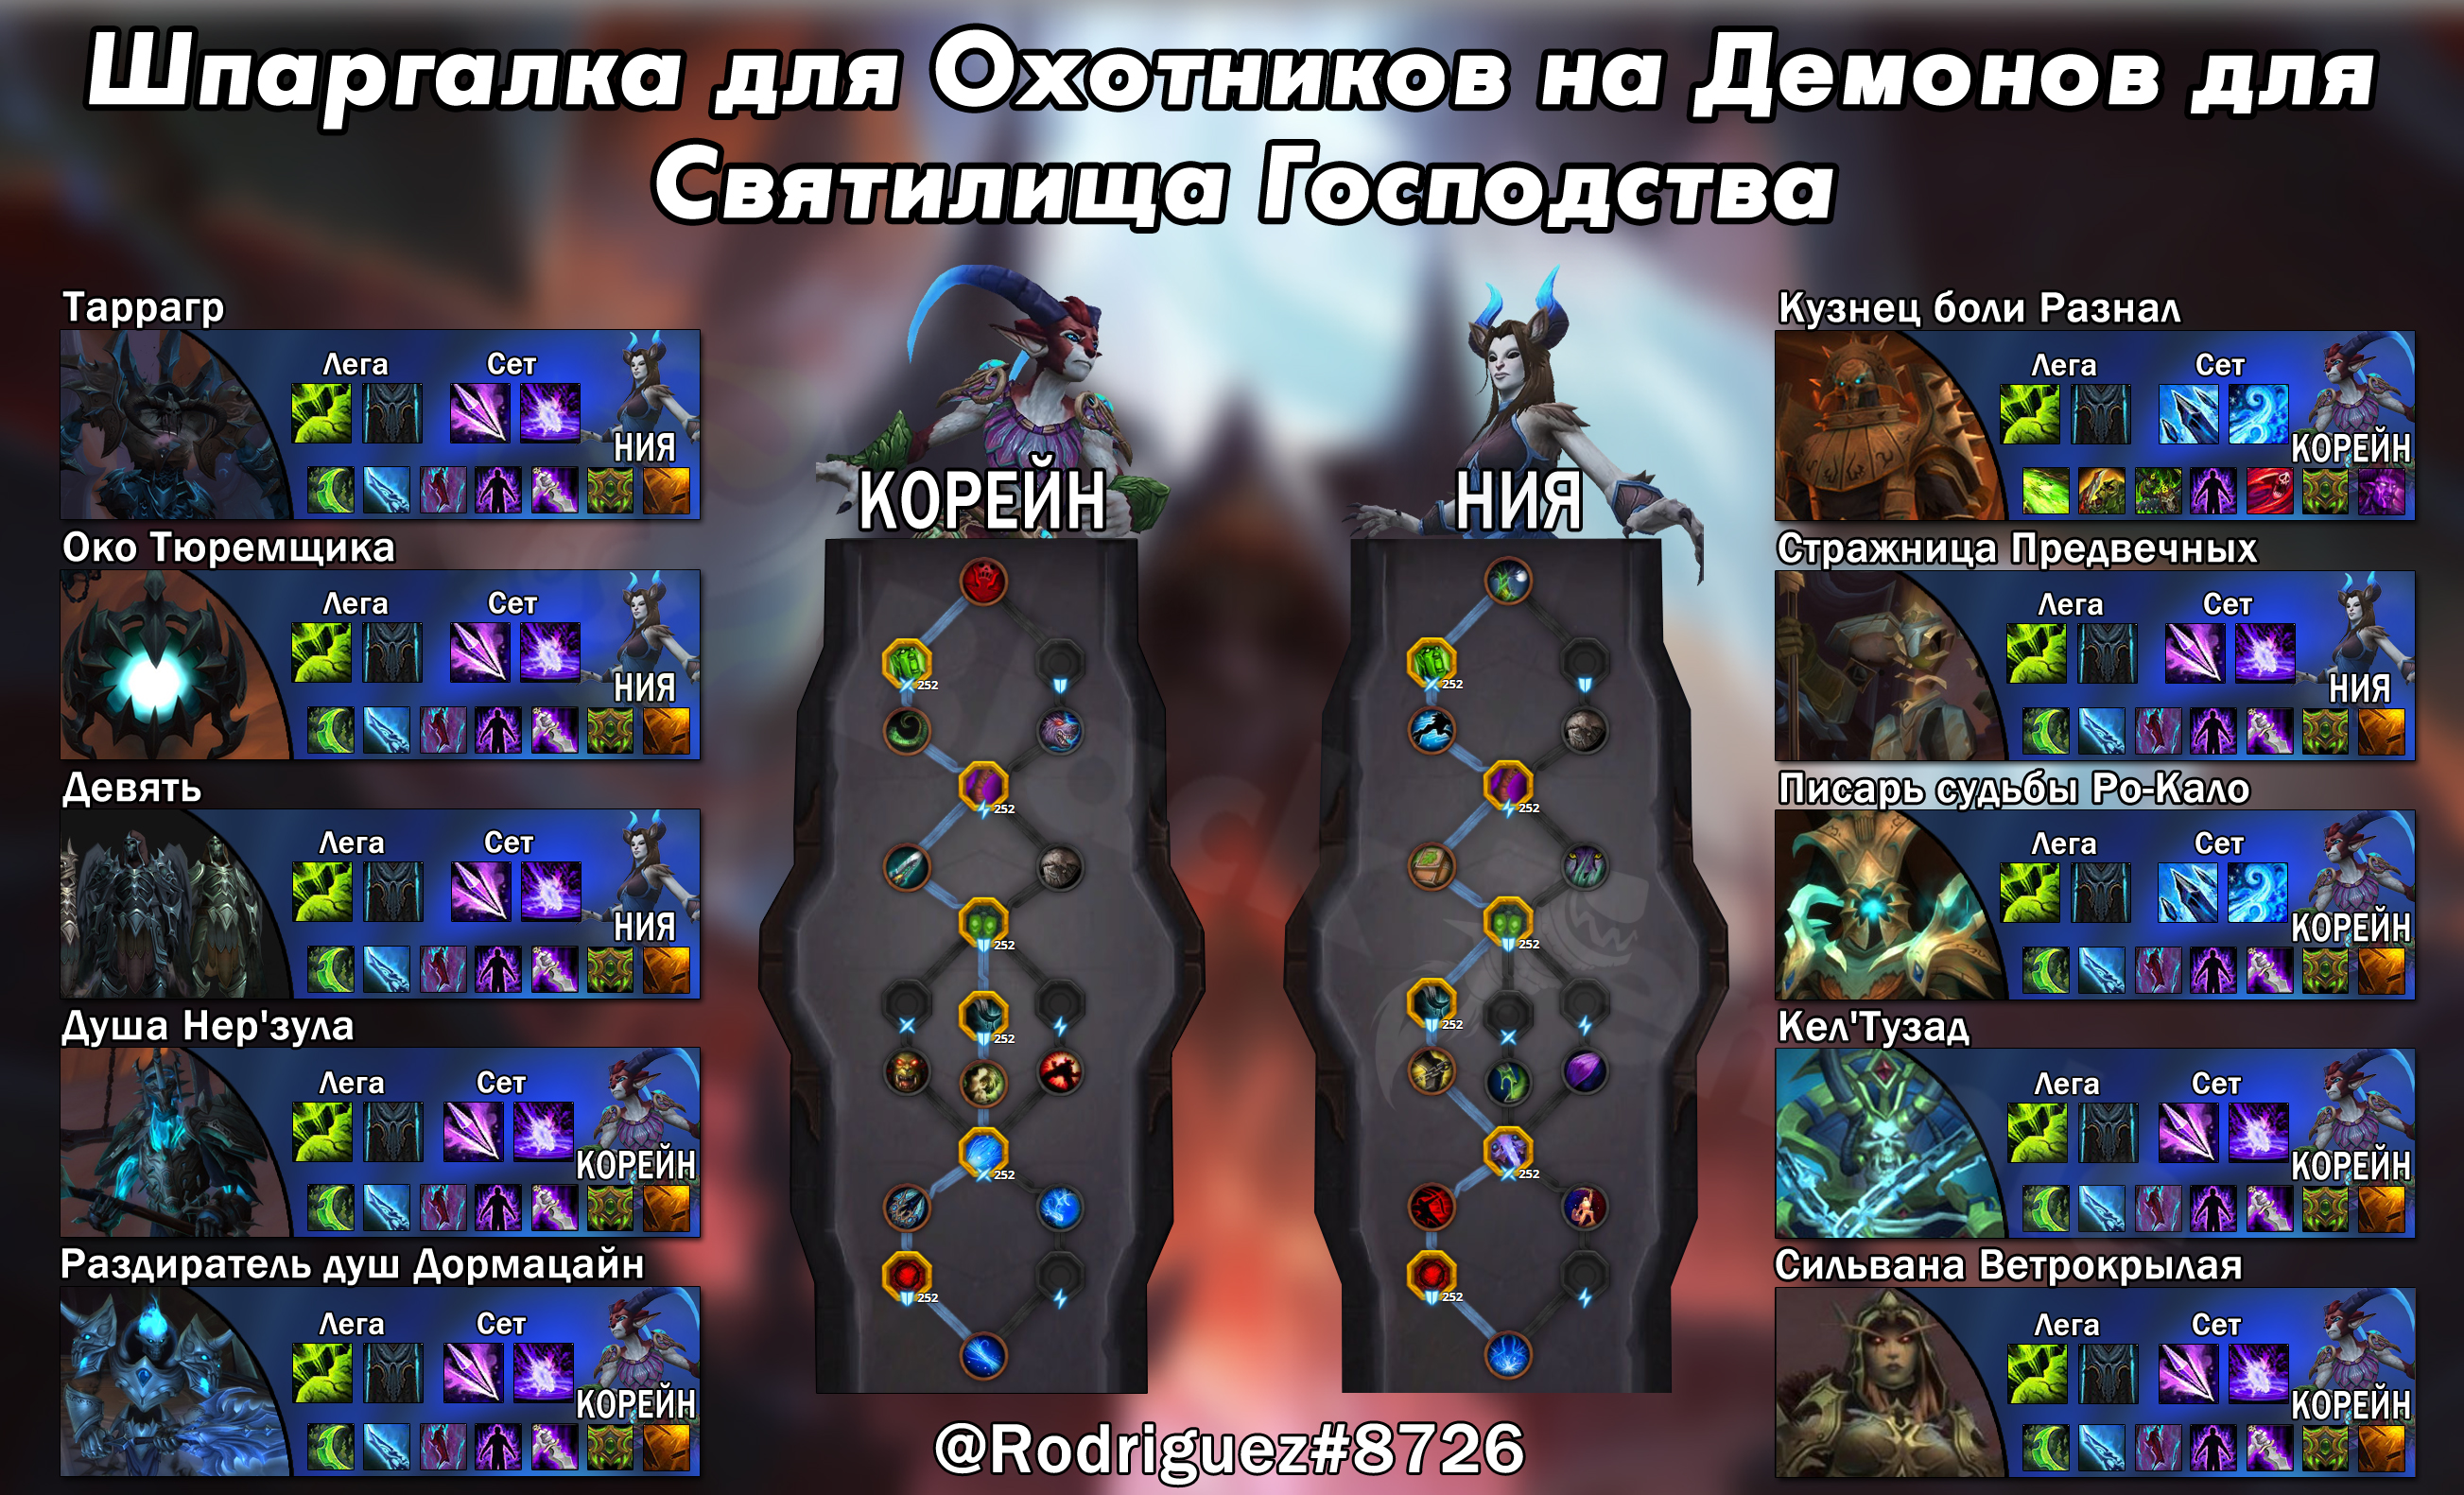 Шпаргалка для Охотников на Демонов для
Святилища Господства
Таррагр
Лега Сет
НИЯ
Око Тюремщика
Лега Сет
НИЯ
Девять
Лега Сет
НИЯ
Душа Нер'зула
Лега Сет
КОРЕЙН
Раздиратель душ Дормацайн
Лега Сет
КОРЕЙН
КОРЕЙН
252
252
252
252
252
252
НИЯ
252
252
252
252
252
252
@Rodriguez#8726
Кузнец боли Разнал
Лега Сет
КОРЕЙН
Стражница Предвечных
Лега Сет
НИЯ
Писарь судьбы Ро-Кало
Лега Сет
КОРЕЙН
Кел'Тузад
Лега Сет
КОРЕЙН
Сильвана Ветрокрылая
Лега Сет
КОРЕЙН